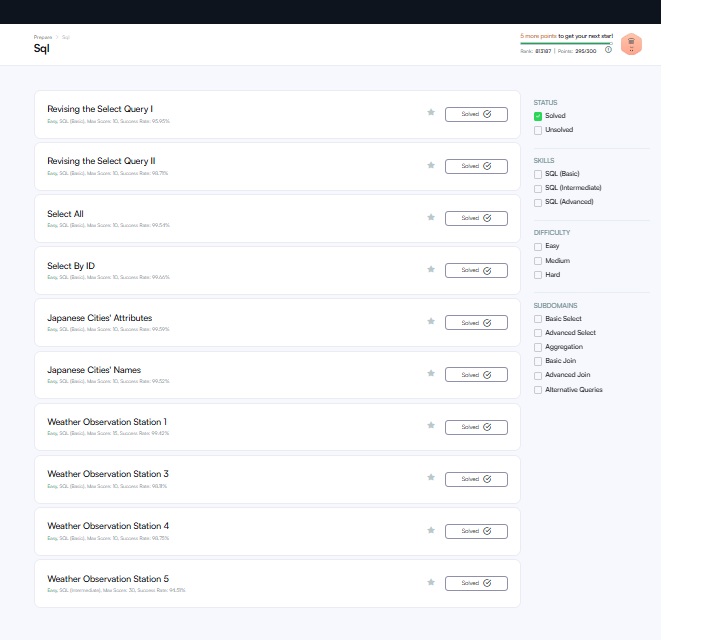 Prepare > Sql
Sql
5 more points to get your next star!
Rank: 813187 | Points: 295/300
Revising the Select Query I
Easy, SQL (Basic), Max Score: 10, Success Rate: 95.95%
Solved
Revising the Select Query II
Easy, SQL (Basic), Max Score: 10, Success Rate: 98.71%
Solved
Select All
Easy, SQL (Basic), Max Score: 10, Success Rate: 99.54%
Solved
Select By ID
Easy, SQL (Basic), Max Score: 10, Success Rate: 99.66%
Solved
Japanese Cities' Attributes
Easy, SQL (Basic), Max Score: 10, Success Rate: 99.59%
Solved
Japanese Cities' Names
Easy, SQL (Basic), Max Score: 10, Success Rate: 99.52%
Solved
Weather Observation Station 1
Easy, SQL (Basic), Max Score: 15, Success Rate: 99.42%
Solved
Weather Observation Station 3
Easy, SQL (Basic), Max Score: 10, Success Rate:
Solved
Weather Observation Station 4
Easy, SQL (Basic), Max Score: 10, Success Rate: 98.75%
Solved
Weather Observation Station 5
Easy, SQL (Intermediate), Max Score: 30, Success Rate:
Solved
STATUS
Solved
Unsolved
SKILLS
SQL (Basic)
SQL (Intermediate)
SQL (Advanced)
DIFFICULTY
Easy
Medium
Hard
SUBDOMAINS
Basic Select
Advanced Select
Aggregation
Basic Join
Advanced Join
Alternative Queries